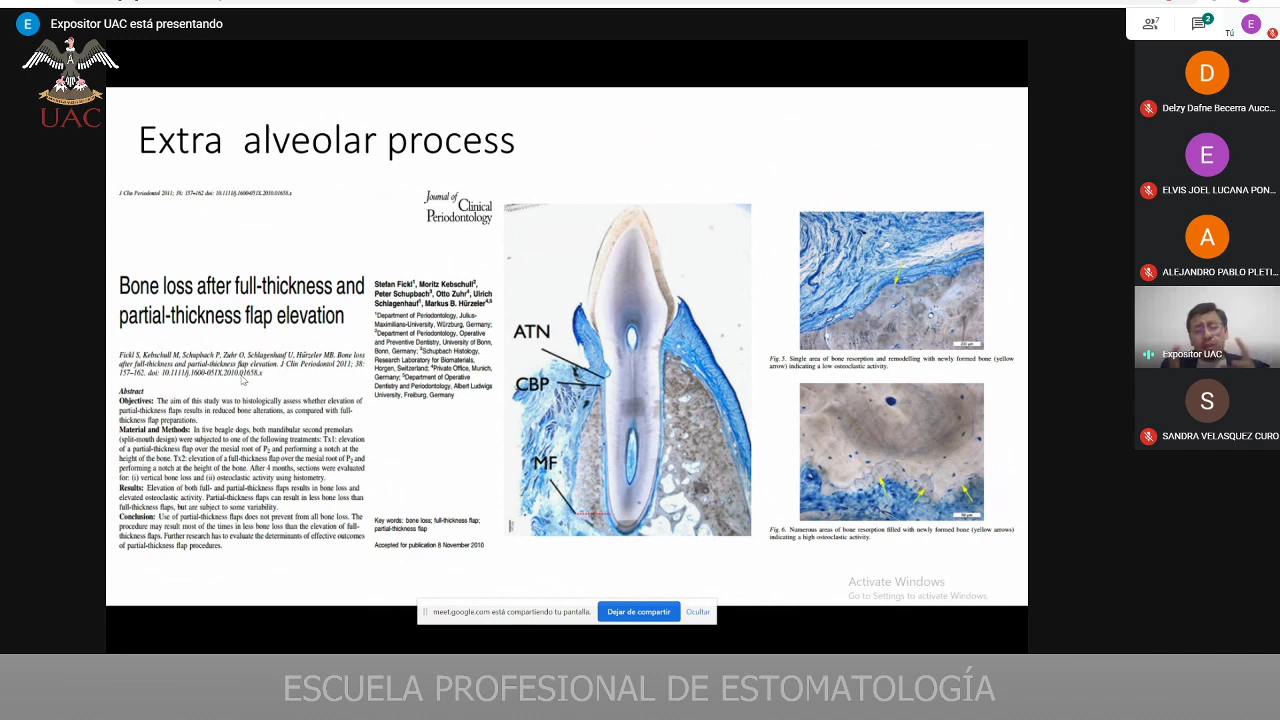 Expositor UAC está presentando
UAC
Extra alveolar process
J Clin Periodontol 2011; 38: 157–162 doi: 10.1111/j.1600-051X.2010.01658.x
Journal of
Clinical
Periodontology
Bone loss after full-thickness and
partial-thickness flap elevation
Fickl S, Kebschull M, Schupbach P, Zuhr O, Schlagenhauf U, Hürzeler MB. Bone loss
after full-thickness and partial-thickness flap elevation. J Clin Periodontol 2011; 38:
157–162. doi: 10.1111/j.1600-051X.2010.01658.x
Abstract
Objectives: The aim of this study was to histologically assess whether elevation of
partial-thickness flaps results in reduced bone alterations, as compared with full-
thickness flap preparations.
Material and Methods: In five beagle dogs, both mandibular second premolars
(split-mouth design) were subjected to one of the following treatments: Tx1: elevation
of a partial-thickness flap over the mesial root of P2 and performing a notch at the
height of the bone. Tx2: elevation of a full-thickness flap over the mesial root of P2 and
performing a notch at the height of the bone. After 4 months, sections were evaluated
for: (i) vertical bone loss and (ii) osteoclastic activity using histometry.
Results: Elevation of both full- and partial-thickness flaps results in bone loss and
elevated osteoclastic activity. Partial-thickness flaps can result in less bone loss than
full-thickness flaps, but are subject to some variability.
Conclusion: Use of partial-thickness flaps does not prevent from all bone loss. The
procedure may result most of the times in less bone loss than the elevation of full-
thickness flaps. Further research has to evaluate the determinants of effective outcomes
of partial-thickness flap procedures.
Stefan Fickl1, Moritz Kebschull2,
Peter Schupbach3, Otto Zuhr4, Ulrich
Schlagenhauf1, Markus B. Hürzeler4,5
1Department of Periodontology, Julius-
Maximilians-University, Würzburg, Germany;
2Department of Periodontology, Operative
and Preventive Dentistry, University of Bonn,
Bonn, Germany; 3Schupbach Histology,
Research Laboratory for Biomaterials,
Horgen, Switzerland; 4Private Office, Munich,
Germany; 5Department of Operative
Dentistry and Periodontology, Albert Ludwigs
University, Freiburg, Germany
Key words: bone loss; full-thickness flap;
partial-thickness flap
Accepted for publication 8 November 2010
ATN
CBP
MF
Fig. 5. Single area of bone resorption and remodelling with newly formed bone (yellow
arrow) indicating a low osteoclastic activity.
Fig. 6. Numerous areas of bone resorption filled with newly formed bone (yellow arrows)
indicating a high osteoclastic activity.
Activate Windows
Go to Settings to activate Windows.
meet.google.com está compartiendo tu pantalla.
Dejar de compartir
Ocultar
7
2
Tú
E
E
D
Delzy Dafne Becerra Aucc...
E
ELVIS JOEL LUCANA PON...
A
ALEJANDRO PABLO PLETI...
Expositor UAC
S
SANDRA VELASQUEZ CURO
ESCUELA PROFESIONAL DE ESTOMATOLOGÍA